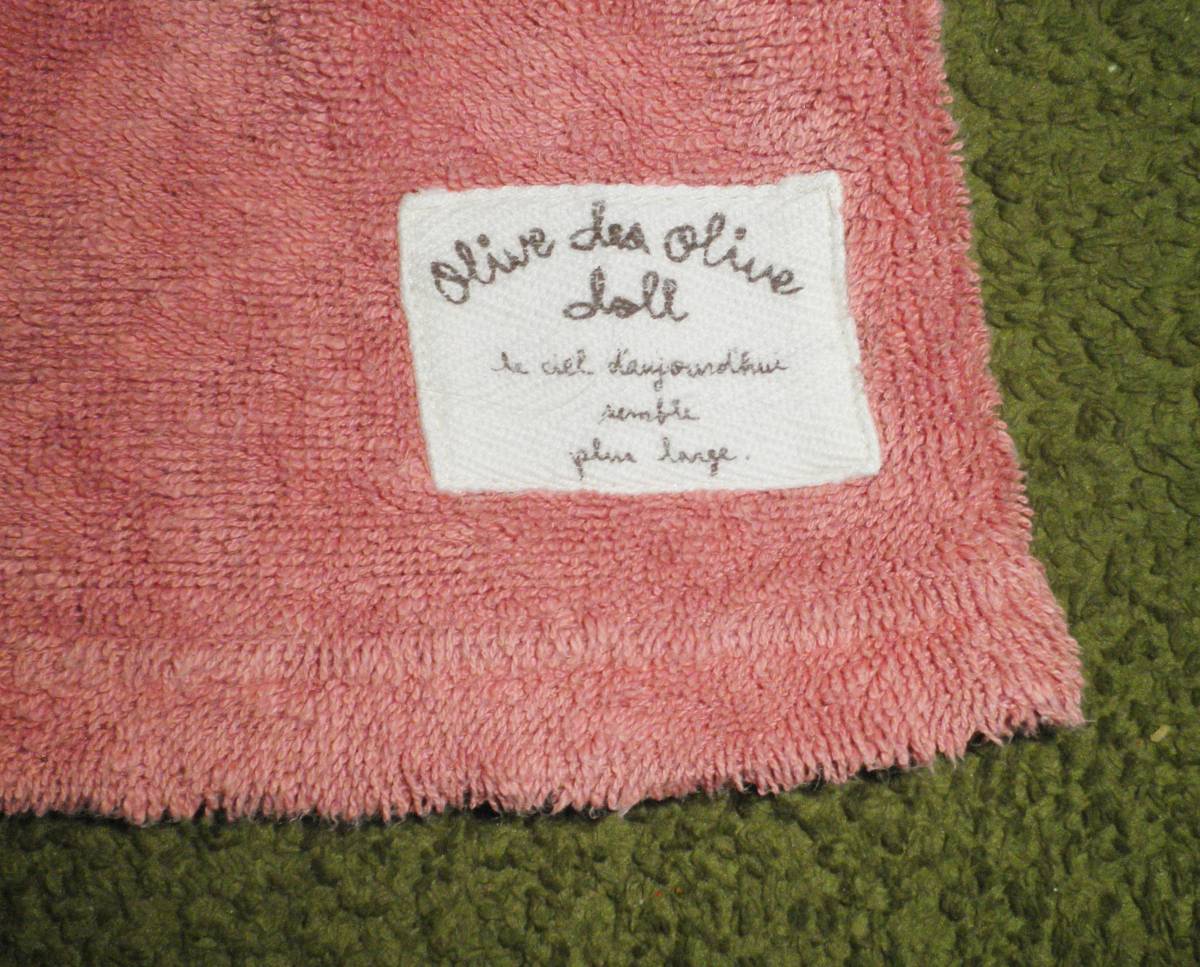 Olive des Olive
doll
le ciel d'aujourd'hui
semble
plus large.